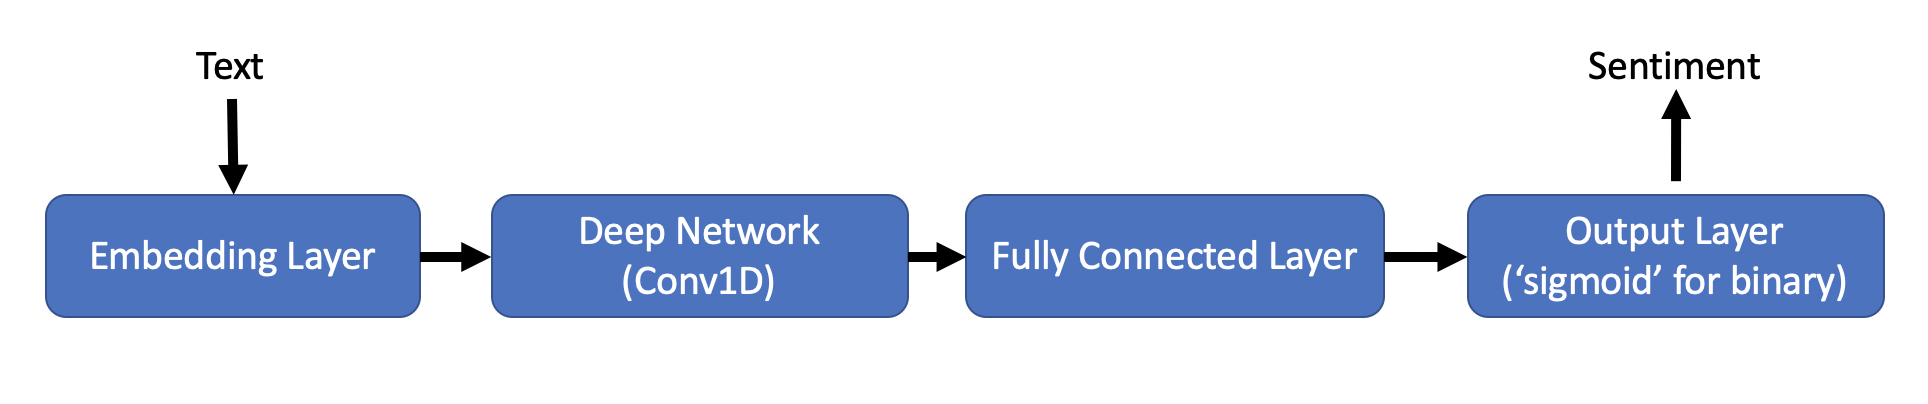 Text
Sentiment
Embedding Layer
Deep Network
(Conv1D)
Fully Connected Layer
Output Layer
(‘sigmoid’ for binary)